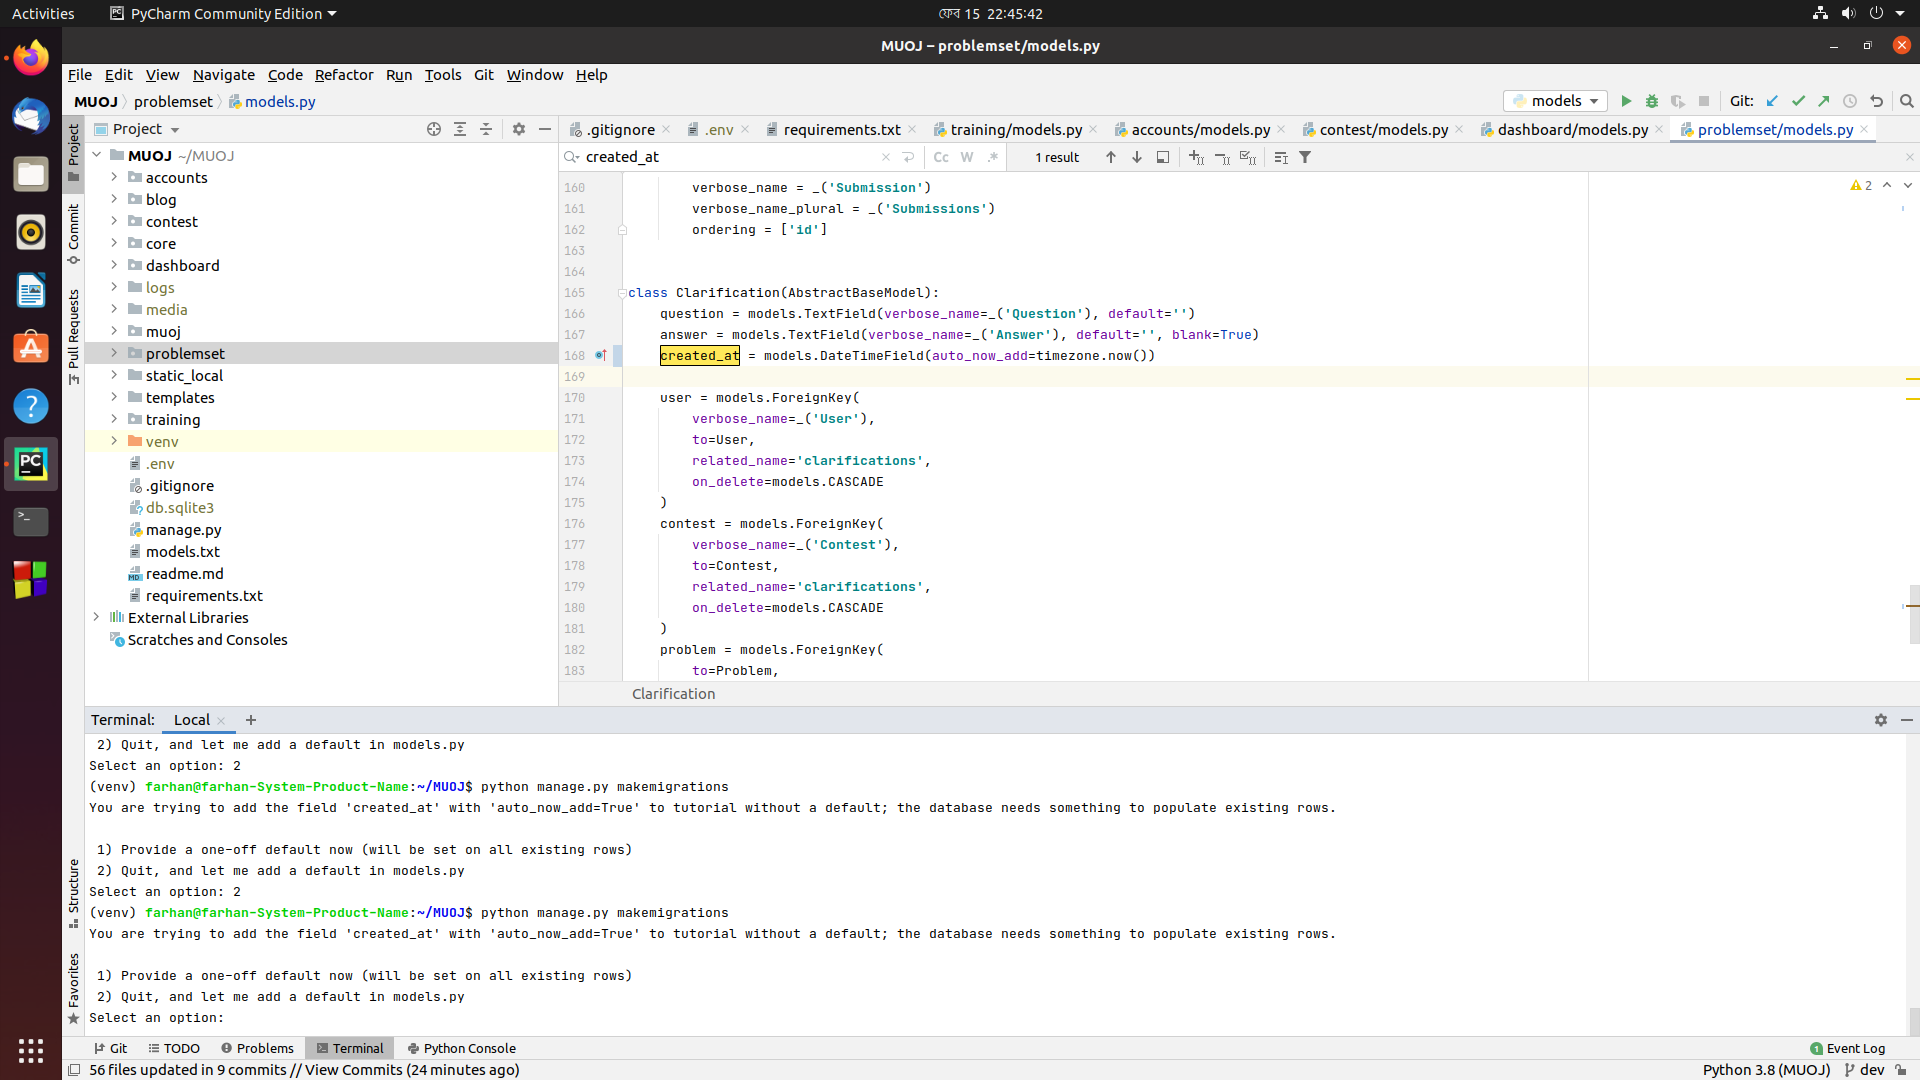 Activities
PyCharm Community Edition
ফেব 15 22:45:42
MUOJ – problemset/models.py
File Edit View Navigate Code Refactor Run Tools Git Window Help
MUOJ problemset models.py
models
Git:
Project
.gitignore
.env
requirements.txt
training/models.py
accounts/models.py
contest/models.py
dashboard/models.py
problemset/models.py
created_at
Cc W .*
1 result
Project
Commit
Pull Requests
Structure
Favorites
MUOJ ~/MUOJ
accounts
blog
contest
core
dashboard
logs
media
muoj
problemset
static_local
templates
training
venv
.env
.gitignore
db.sqlite3
manage.py
models.txt
readme.md
requirements.txt
External Libraries
Scratches and Consoles
2
160 verbose_name = _('Submission')
161 verbose_name_plural = _('Submissions')
162 ordering = ['id']
163
164
165 class Clarification(AbstractBaseModel):
166 question = models.TextField(verbose_name=_('Question'), default='')
167 answer = models.TextField(verbose_name=_('Answer'), default='', blank=True)
168 created_at = models.DateTimeField(auto_now_add=timezone.now())
169
170 user = models.ForeignKey(
171 verbose_name=_('User'),
172 to=User,
173 related_name='clarifications',
174 on_delete=models.CASCADE
175 )
176 contest = models.ForeignKey(
177 verbose_name=_('Contest'),
178 to=Contest,
179 related_name='clarifications',
180 on_delete=models.CASCADE
181 )
182 problem = models.ForeignKey(
183 to=Problem,
Clarification
Terminal: Local +
2) Quit, and let me add a default in models.py
Select an option: 2
(venv) farhan@farhan-System-Product-Name:~/MUOJ$ python manage.py makemigrations
You are trying to add the field 'created_at' with 'auto_now_add=True' to tutorial without a default; the database needs something to populate existing rows.
1) Provide a one-off default now (will be set on all existing rows)
2) Quit, and let me add a default in models.py
Select an option: 2
(venv) farhan@farhan-System-Product-Name:~/MUOJ$ python manage.py makemigrations
You are trying to add the field 'created_at' with 'auto_now_add=True' to tutorial without a default; the database needs something to populate existing rows.
1) Provide a one-off default now (will be set on all existing rows)
2) Quit, and let me add a default in models.py
Select an option:
Git TODO Problems Terminal Python Console
1 Event Log
56 files updated in 9 commits // View Commits (24 minutes ago)
Python 3.8 (MUOJ) dev